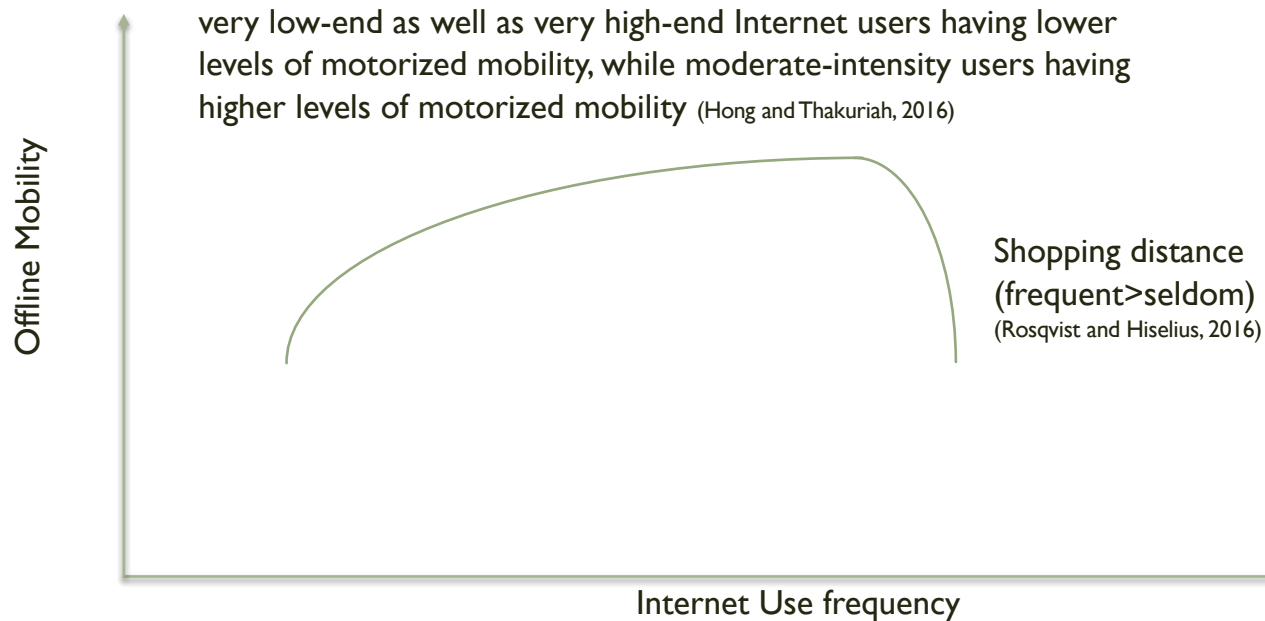 very low-end as well as very high-end Internet users having lower
levels of motorized mobility, while moderate-intensity users having
higher levels of motorized mobility (Hong and Thakuriah, 2016)
Offline Mobility
Shopping distance
(frequent>seldom)
(Rosqvist and Hiselius, 2016)
Internet Use frequency